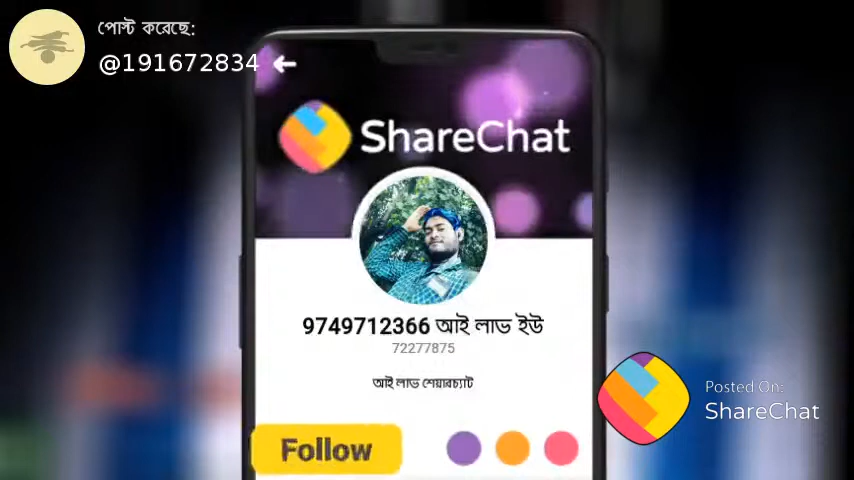 পোস্ট করেছে:
@191672834
ShareChat
9749712366 আই লাভ ইউ
72277875
আই লাভ শেয়ারচ্যাট
Follow
Posted On:
ShareChat